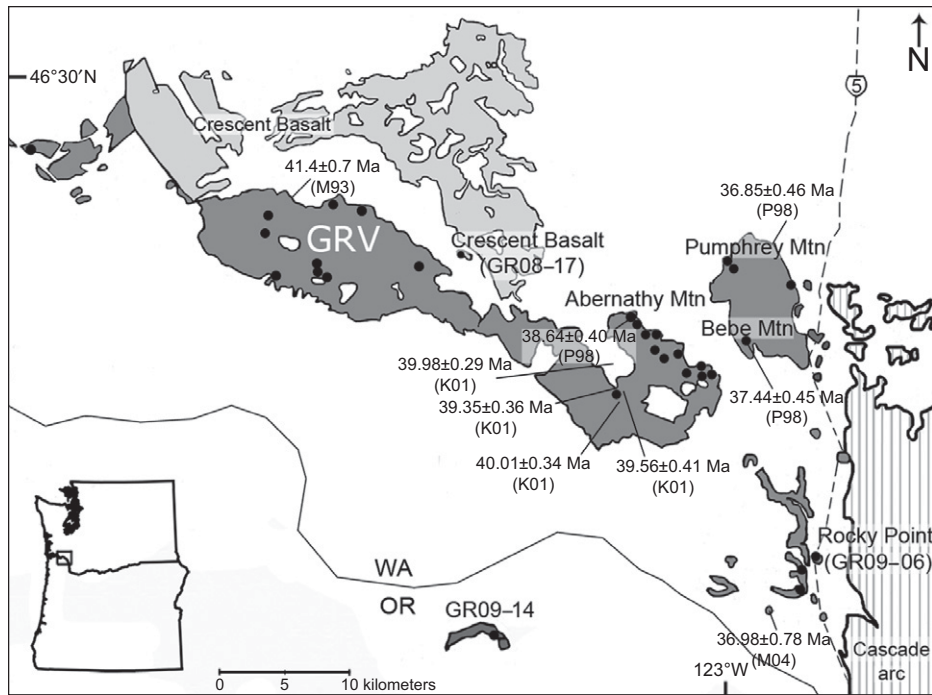 N
46°30′N
5
Crescent Basalt
41.4±0.7 Ma
(M93)
36.85±0.46 Ma
(P98)
GRV
Crescent Basalt
(GR08–17)
Pumphrey Mtn
Abernathy Mtn
Bebe Mtn
38.64±0.40 Ma
(P98)
39.98±0.29 Ma
(K01)
37.44±0.45 Ma
(P98)
39.35±0.36 Ma
(K01)
40.01±0.34 Ma
(K01)
39.56±0.41 Ma
(K01)
Rocky Point
(GR09–06)
WA
OR
GR09–14
36.98±0.78 Ma
(M04)
Cascade
arc
123°W
0 5 10 kilometers